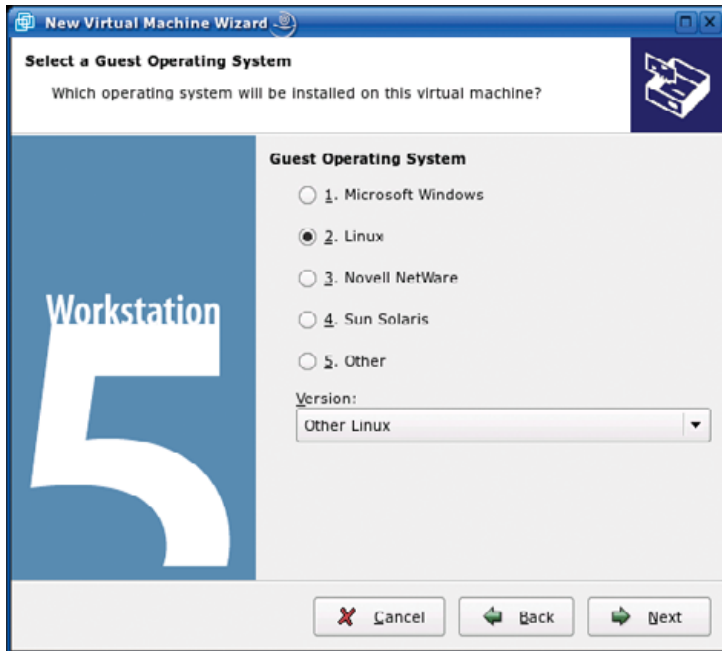 New Virtual Machine Wizard
Select a Guest Operating System
Which operating system will be installed on this virtual machine?
Workstation
5
Guest Operating System
1. Microsoft Windows
2. Linux
3. Novell NetWare
4. Sun Solaris
5. Other
Version:
Other Linux
Cancel
Back
Next